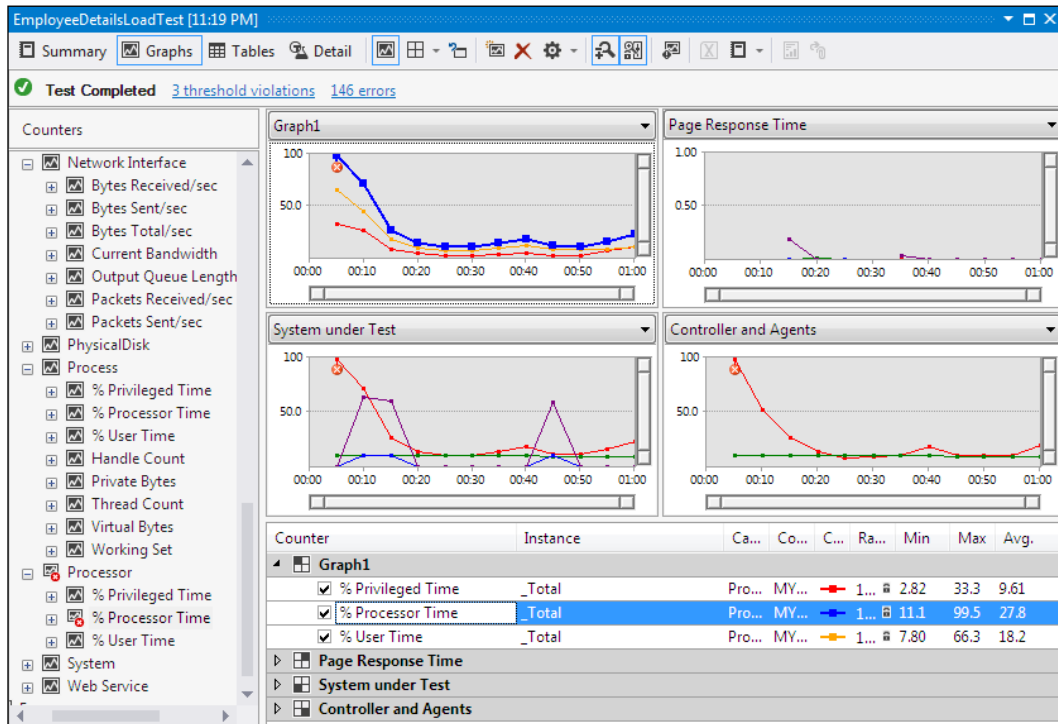 EmployeeDetailsLoadTest [11:19 PM]
Summary Graphs Tables Detail
Test Completed 3 threshold violations 146 errors
Counters
Network Interface
Bytes Received/sec
Bytes Sent/sec
Bytes Total/sec
Current Bandwidth
Output Queue Length
Packets Received/sec
Packets Sent/sec
PhysicalDisk
Process
% Privileged Time
% Processor Time
% User Time
Handle Count
Private Bytes
Thread Count
Virtual Bytes
Working Set
Processor
% Privileged Time
% Processor Time
% User Time
System
Web Service
Graph1
100
50.0
00:00 00:10 00:20 00:30 00:40 00:50 01:00
Page Response Time
1.00
0.50
00:00 00:10 00:20 00:30 00:40 00:50 01:00
System under Test
100
50.0
00:00 00:10 00:20 00:30 00:40 00:50 01:00
Controller and Agents
100
50.0
00:00 00:10 00:20 00:30 00:40 00:50 01:00
Counter Instance Ca... Co... C... Ra... Min Max Avg.
Graph1
% Privileged Time _Total Pro... MY... 1... 2.82 33.3 9.61
% Processor Time _Total Pro... MY... 1... 11.1 99.5 27.8
% User Time _Total Pro... MY... 1... 7.80 66.3 18.2
Page Response Time
System under Test
Controller and Agents